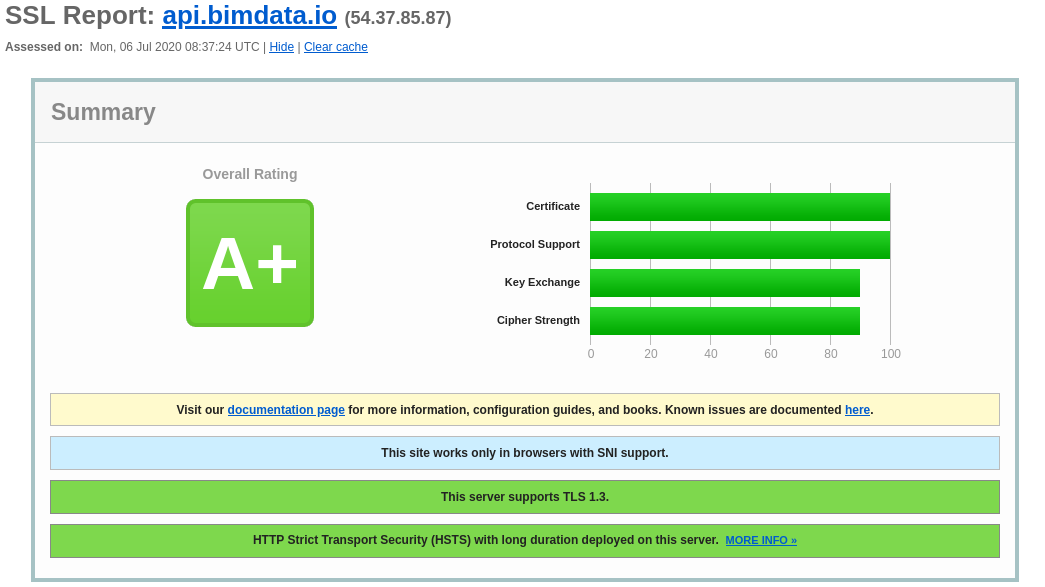 SSL Report: api.bimdata.io (54.37.85.87)
Assessed on:  Mon, 06 Jul 2020 08:37:24 UTC | Hide | Clear cache
Summary
Overall Rating
A+
Certificate
Protocol Support
Key Exchange
Cipher Strength
0 20 40 60 80 100
Visit our documentation page for more information, configuration guides, and books. Known issues are documented here.
This site works only in browsers with SNI support.
This server supports TLS 1.3.
HTTP Strict Transport Security (HSTS) with long duration deployed on this server.  MORE INFO »